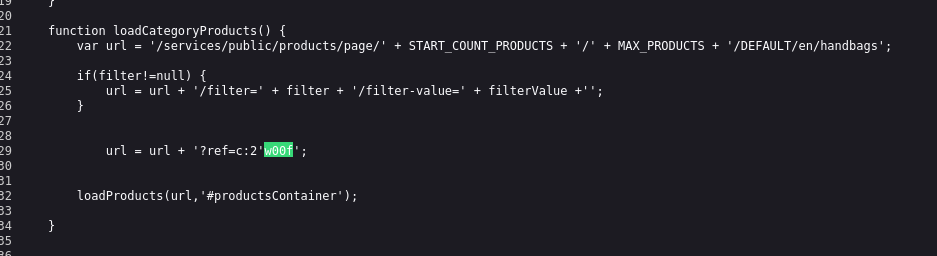 19 }
20
21 function loadCategoryProducts() {
22 var url = '/services/public/products/page/' + START_COUNT_PRODUCTS + '/' + MAX_PRODUCTS + '/DEFAULT/en/handbags';
23
24 if(filter!=null) {
25 url = url + '/filter=' + filter + '/filter-value=' + filterValue +'';
26 }
27
28
29 url = url + '?ref=c:2'w00f';
30
31
32 loadProducts(url,'#productsContainer');
33
34 }
35
36